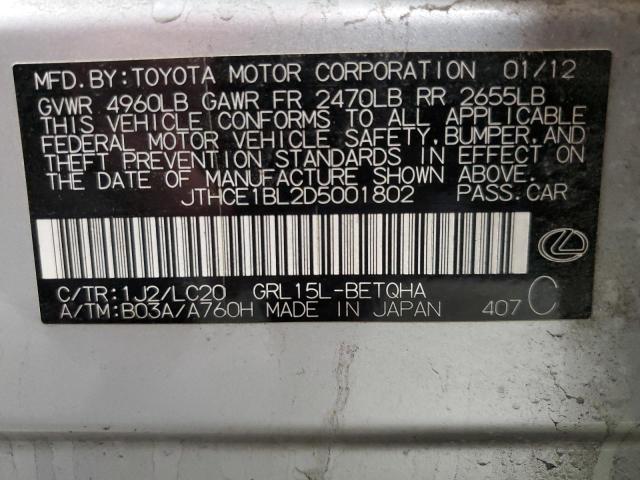 MFD.BY:TOYOTA MOTOR CORPORATION 01/12
GVWR 4960LB GAWR FR 2470LB RR 2655LB
THIS VEHICLE CONFORMS TO ALL APPLICABLE
FEDERAL MOTOR VEHICLE SAFETY, BUMPER, AND
THEFT PREVENTION STANDARDS IN EFFECT ON
THE DATE OF MANUFACTURE SHOWN ABOVE.
JTHCE1BL2D5001802 PASS.CAR
C/TR:1J2/LC20 GRL15L-BETQHA
A/TM:B03A/A760H MADE IN JAPAN 407 C